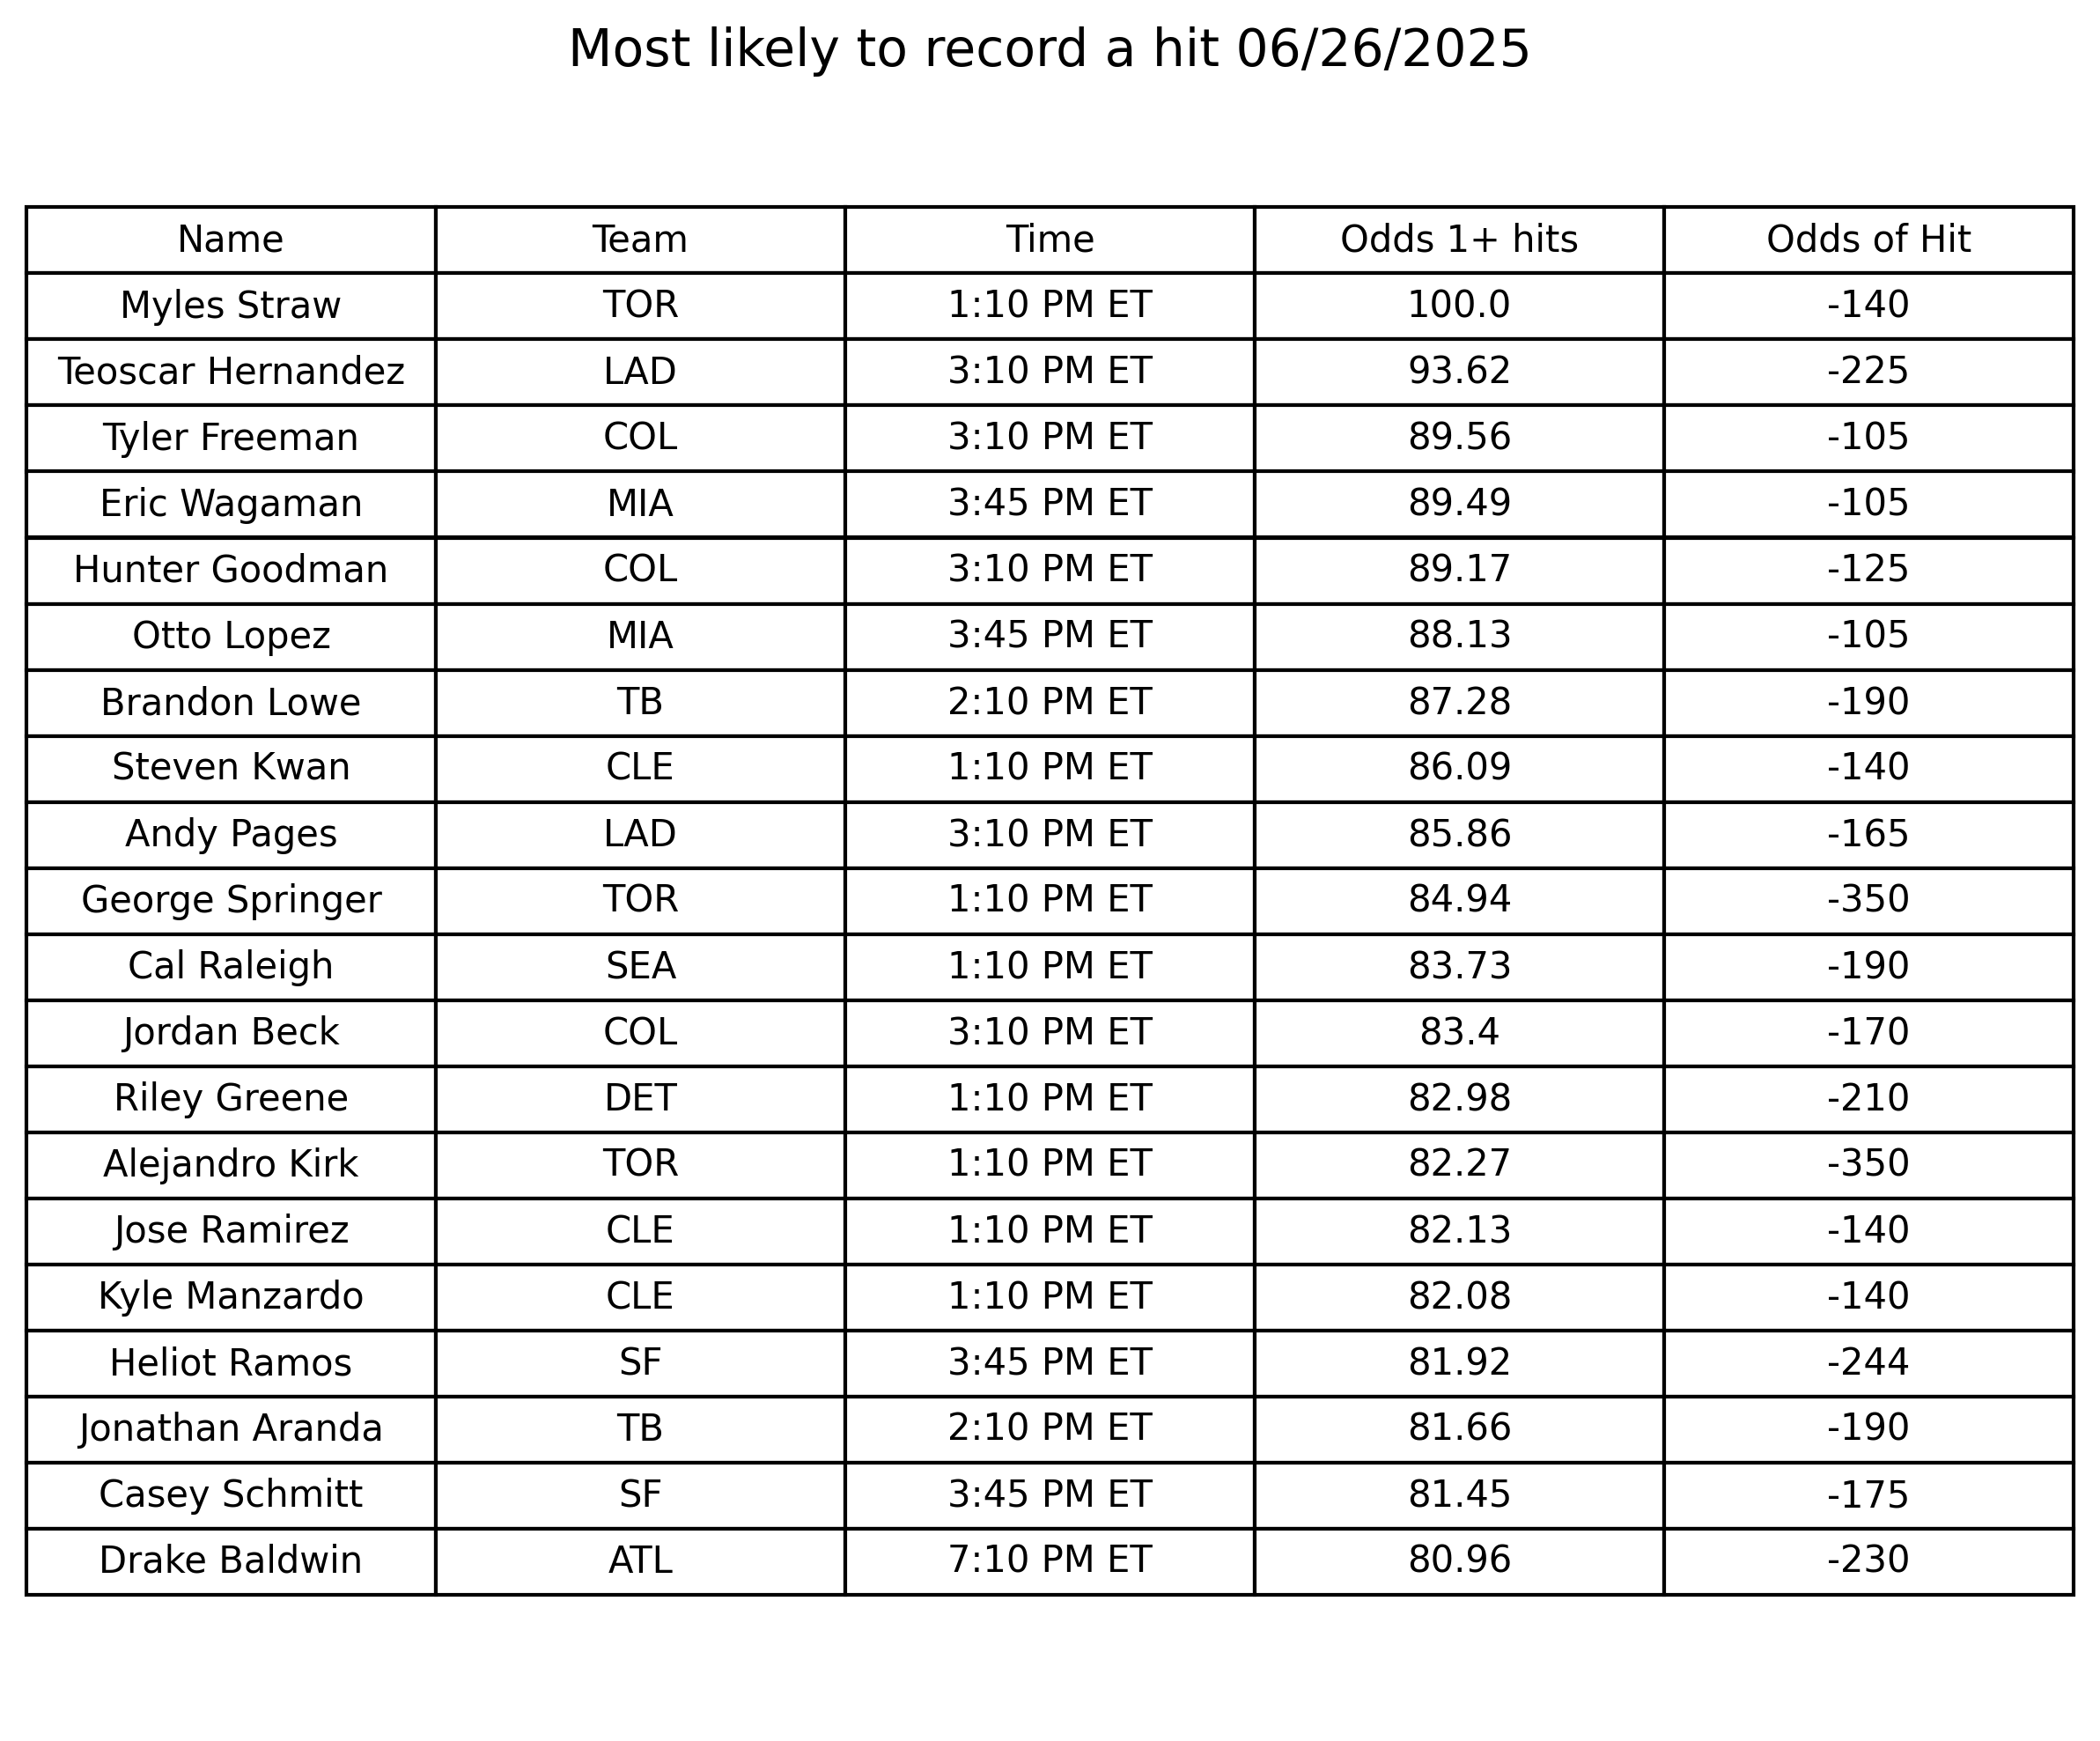 Most likely to record a hit 06/26/2025
Name Team Time Odds 1+ hits Odds of Hit
Myles Straw TOR 1:10 PM ET 100.0 -140
Teoscar Hernandez LAD 3:10 PM ET 93.62 -225
Tyler Freeman COL 3:10 PM ET 89.56 -105
Eric Wagaman MIA 3:45 PM ET 89.49 -105
Hunter Goodman COL 3:10 PM ET 89.17 -125
Otto Lopez MIA 3:45 PM ET 88.13 -105
Brandon Lowe TB 2:10 PM ET 87.28 -190
Steven Kwan CLE 1:10 PM ET 86.09 -140
Andy Pages LAD 3:10 PM ET 85.86 -165
George Springer TOR 1:10 PM ET 84.94 -350
Cal Raleigh SEA 1:10 PM ET 83.73 -190
Jordan Beck COL 3:10 PM ET 83.4 -170
Riley Greene DET 1:10 PM ET 82.98 -210
Alejandro Kirk TOR 1:10 PM ET 82.27 -350
Jose Ramirez CLE 1:10 PM ET 82.13 -140
Kyle Manzardo CLE 1:10 PM ET 82.08 -140
Heliot Ramos SF 3:45 PM ET 81.92 -244
Jonathan Aranda TB 2:10 PM ET 81.66 -190
Casey Schmitt SF 3:45 PM ET 81.45 -175
Drake Baldwin ATL 7:10 PM ET 80.96 -230